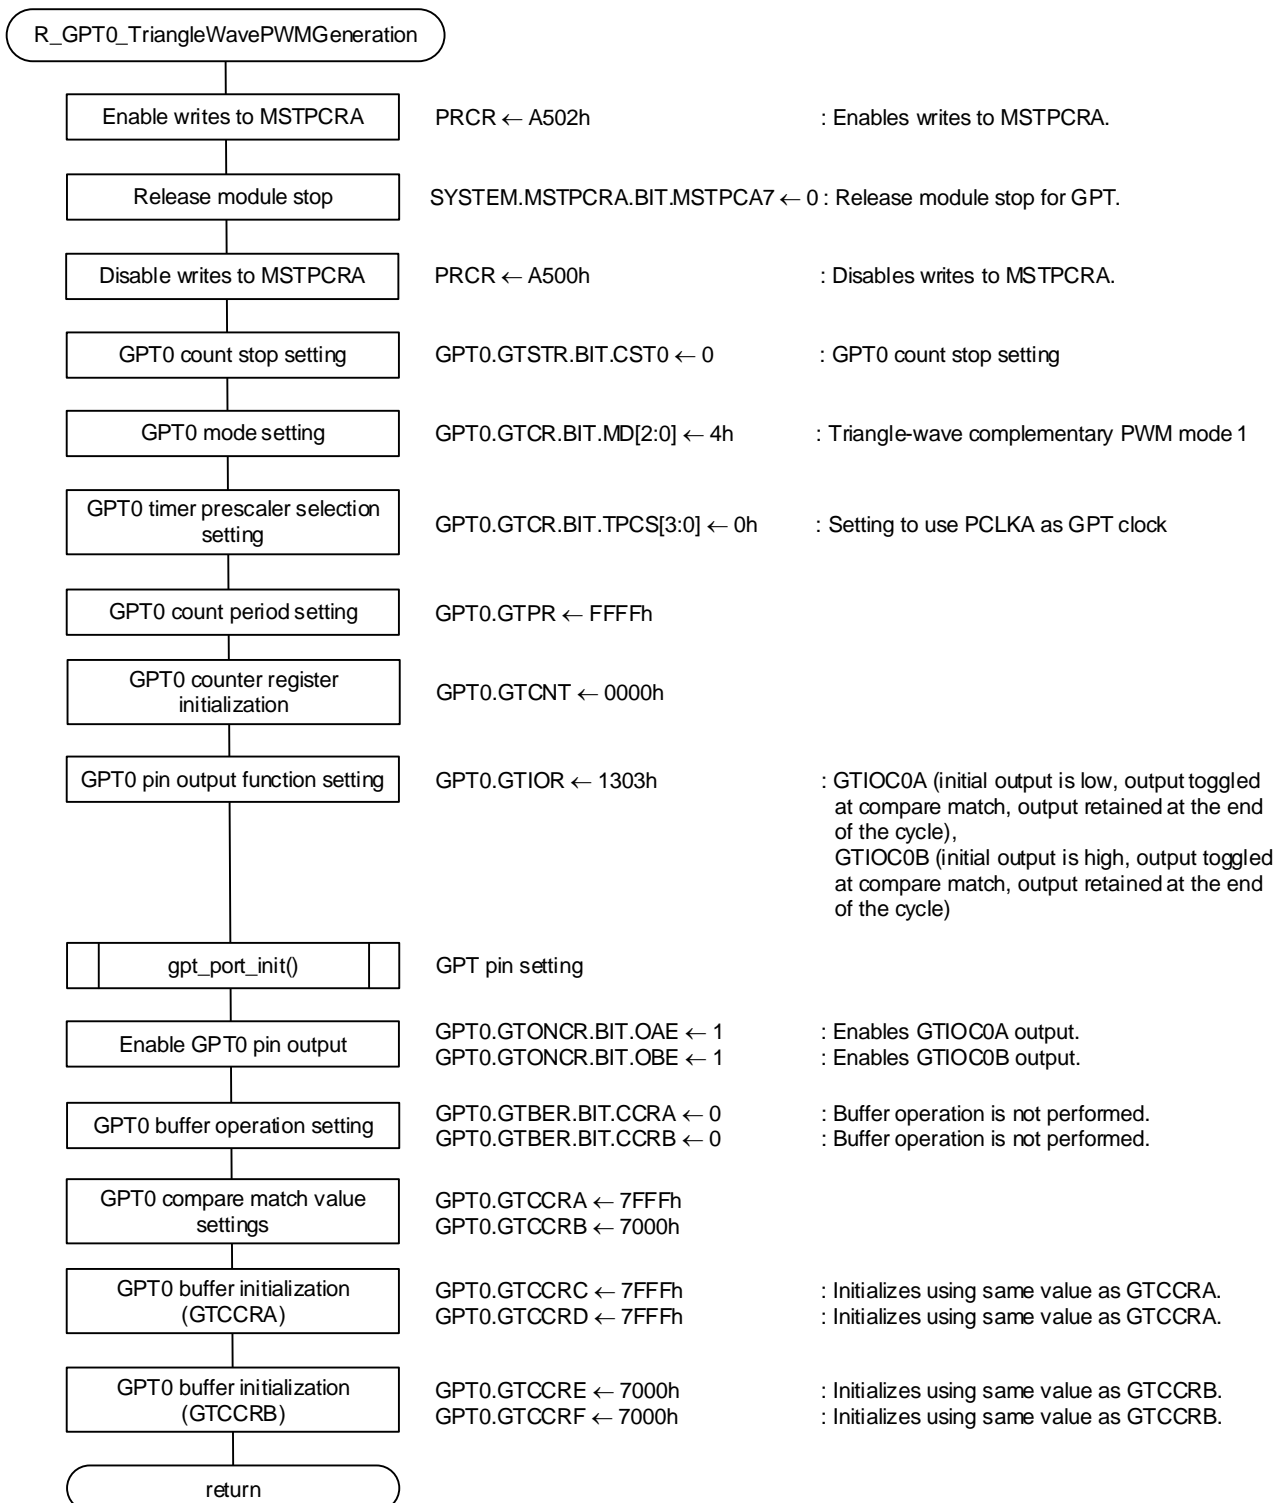 R_GPT0_TriangleWavePWMGeneration
Enable writes to MSTPCRA
PRCR ← A502h : Enables writes to MSTPCRA.
Release module stop
SYSTEM.MSTPCRA.BIT.MSTPCA7 ← 0 : Release module stop for GPT.
Disable writes to MSTPCRA
PRCR ← A500h : Disables writes to MSTPCRA.
GPT0 count stop setting
GPT0.GTSTR.BIT.CST0 ← 0 : GPT0 count stop setting
GPT0 mode setting
GPT0.GTCR.BIT.MD[2:0] ← 4h : Triangle-wave complementary PWM mode 1
GPT0 timer prescaler selection
setting
GPT0.GTCR.BIT.TPCS[3:0] ← 0h : Setting to use PCLKA as GPT clock
GPT0 count period setting
GPT0.GTPR ← FFFFh
GPT0 counter register
initialization
GPT0.GTCNT ← 0000h
GPT0 pin output function setting
GPT0.GTIOR ← 1303h : GTIOC0A (initial output is low, output toggled
at compare match, output retained at the end
of the cycle),
GTIOC0B (initial output is high, output toggled
at compare match, output retained at the end
of the cycle)
gpt_port_init()
GPT pin setting
Enable GPT0 pin output
GPT0.GTONCR.BIT.OAE ← 1 : Enables GTIOC0A output.
GPT0.GTONCR.BIT.OBE ← 1 : Enables GTIOC0B output.
GPT0 buffer operation setting
GPT0.GTBER.BIT.CCRA ← 0 : Buffer operation is not performed.
GPT0.GTBER.BIT.CCRB ← 0 : Buffer operation is not performed.
GPT0 compare match value
settings
GPT0.GTCCRA ← 7FFFh
GPT0.GTCCRB ← 7000h
GPT0 buffer initialization
(GTCCRA)
GPT0.GTCCRC ← 7FFFh : Initializes using same value as GTCCRA.
GPT0.GTCCRD ← 7FFFh : Initializes using same value as GTCCRA.
GPT0 buffer initialization
(GTCCRB)
GPT0.GTCCRE ← 7000h : Initializes using same value as GTCCRB.
GPT0.GTCCRF ← 7000h : Initializes using same value as GTCCRB.
return